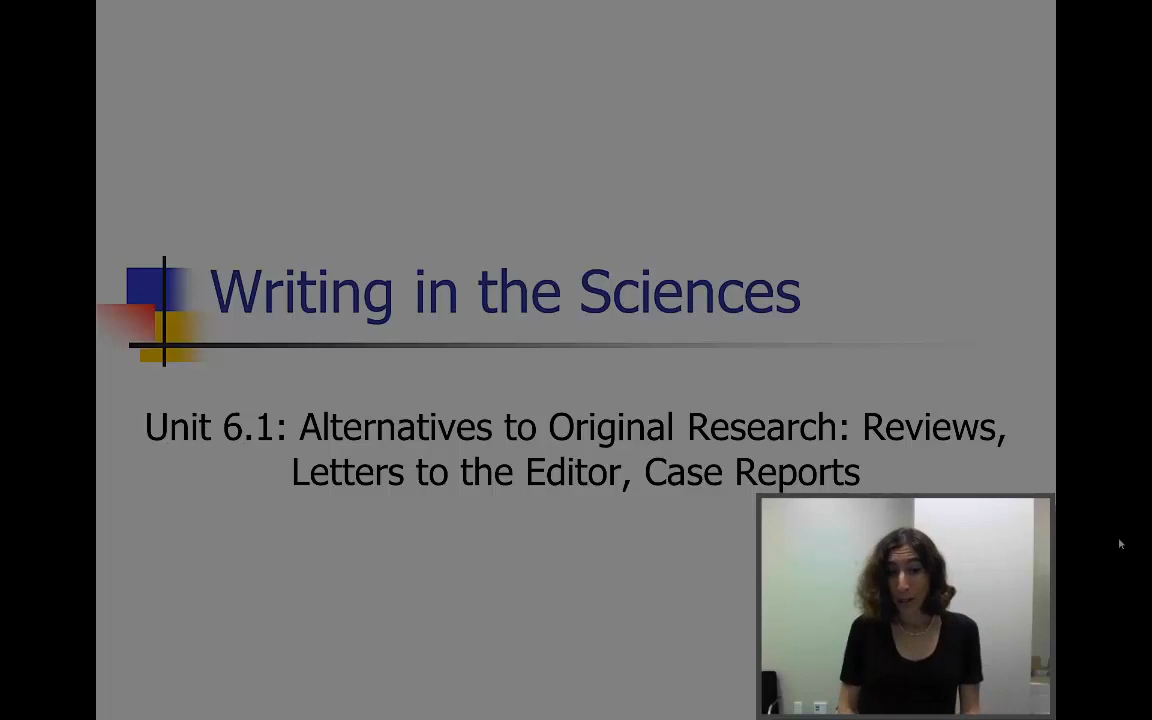 Writing in the Sciences
Unit 6.1: Alternatives to Original Research: Reviews,
Letters to the Editor, Case Reports